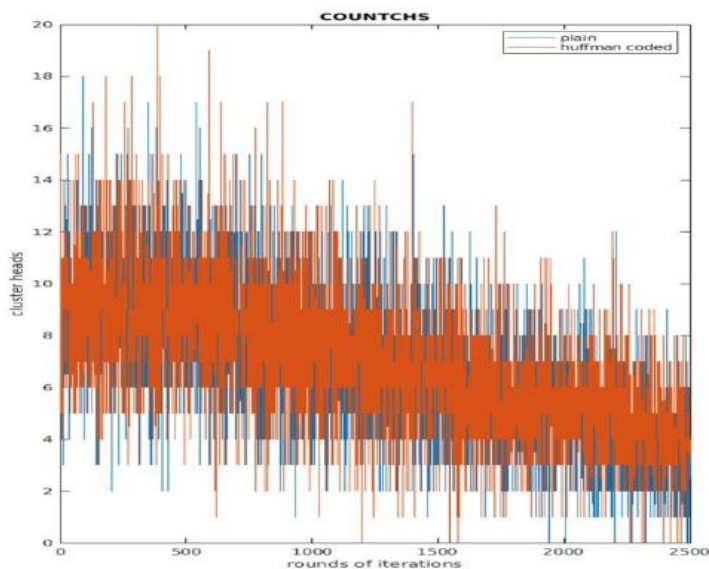 COUNTCHS
plain
huffman coded
20
18
16
14
12
10
8
6
4
2
0
cluster heads
0 500 1000 1500 2000 2500
rounds of iterations